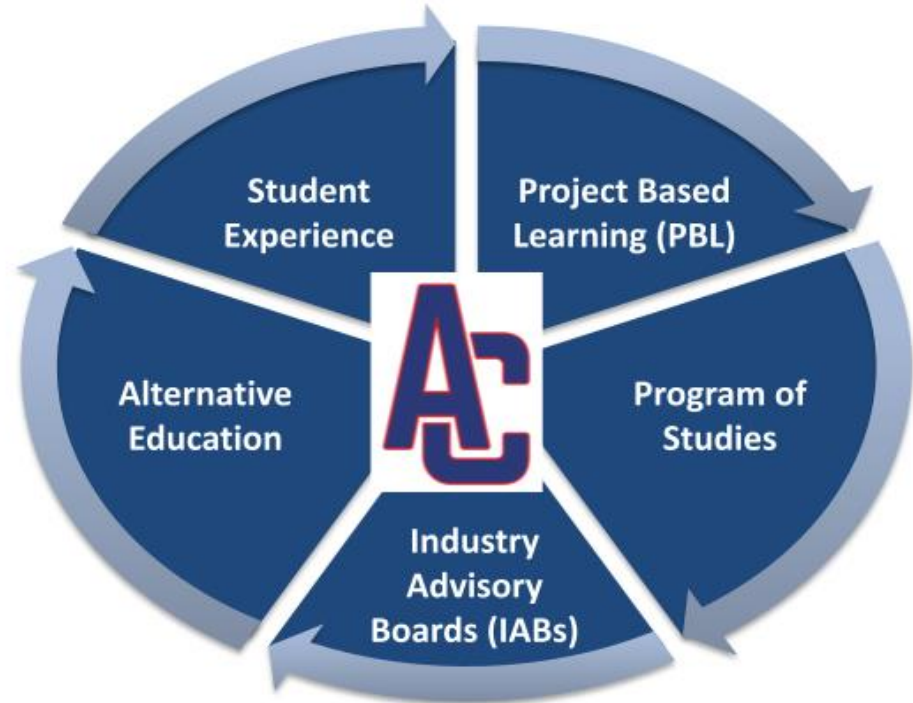 Student
Experience
Project Based
Learning (PBL)
Program of
Studies
Industry
Advisory
Boards (IABs)
Alternative
Education
AC